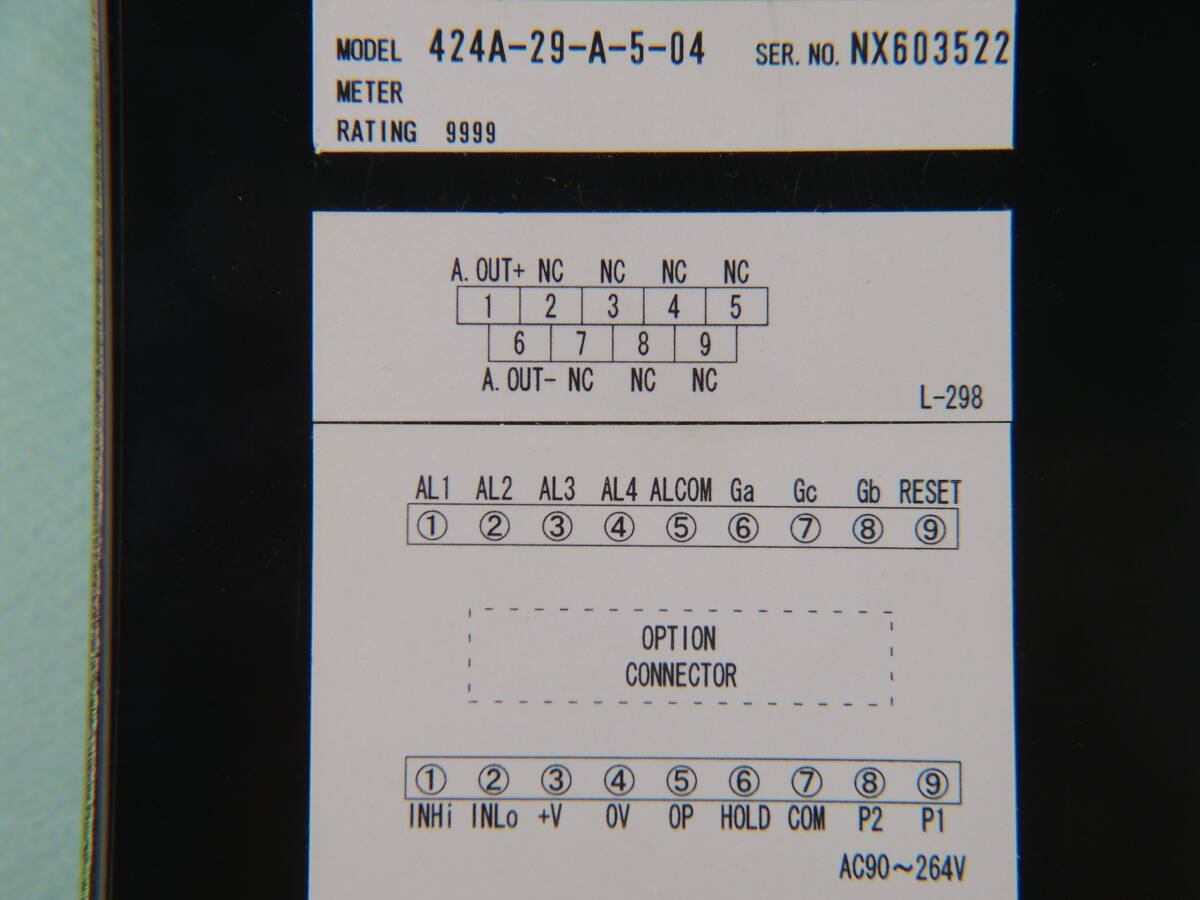 MODEL 424A-29-A-5-04 SER. NO. NX603522
METER
RATING 9999
A. OUT+ NC NC NC NC
1 2 3 4 5
6 7 8 9
A. OUT- NC NC NC
L-298
AL1 AL2 AL3 AL4 ALCOM Ga Gc Gb RESET
① ② ③ ④ ⑤ ⑥ ⑦ ⑧ ⑨
OPTION
CONNECTOR
① ② ③ ④ ⑤ ⑥ ⑦ ⑧ ⑨
INHi INLo +V 0V OP HOLD COM P2 P1
AC90~264V